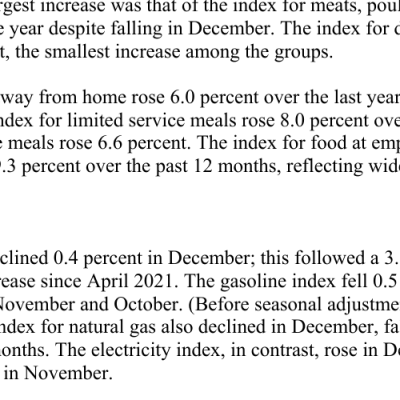 rgest increase was that of the index for meats, poul
e year despite falling in December. The index for d
t, the smallest increase among the groups.
way from home rose 6.0 percent over the last year
ndex for limited service meals rose 8.0 percent ove
e meals rose 6.6 percent. The index for food at emp
9.3 percent over the past 12 months, reflecting wide
clined 0.4 percent in December; this followed a 3.
rease since April 2021. The gasoline index fell 0.5
November and October. (Before seasonal adjustme
ndex for natural gas also declined in December, fa
onths. The electricity index, in contrast, rose in De
in November.